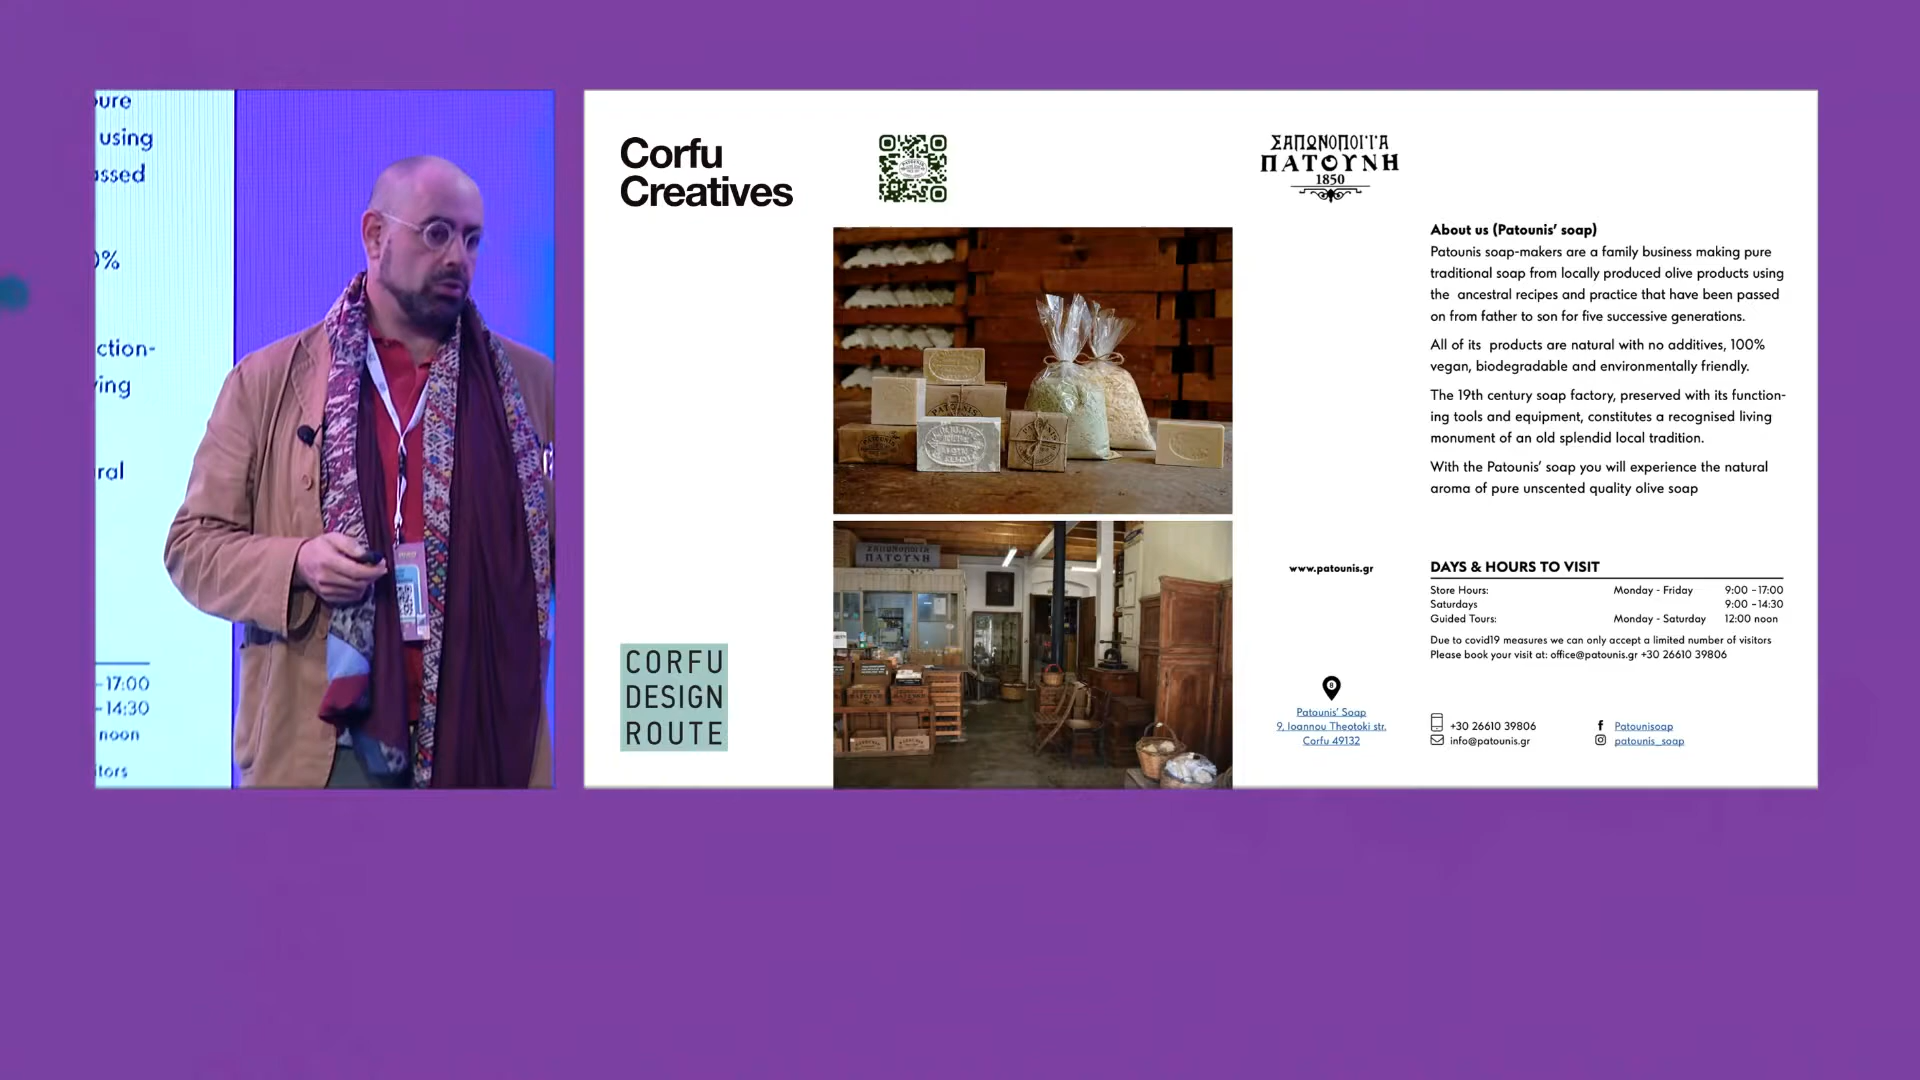 ure
using
assed
0%
ction-
ving
ral
-17:00
-14:30
noon
itors
Corfu
Creatives
ΣΑΠΩΝΟΠΟΙΪΑ
ΠΑΤΟΥΝΗ
1850
About us (Patounis’ soap)
Patounis soap-makers are a family business making pure
traditional soap from locally produced olive products using
the ancestral recipes and practice that have been passed
on from father to son for five successive generations.
All of its products are natural with no additives, 100%
vegan, biodegradable and environmentally friendly.
The 19th century soap factory, preserved with its function-
ing tools and equipment, constitutes a recognised living
monument of an old splendid local tradition.
With the Patounis’ soap you will experience the natural
aroma of pure unscented quality olive soap
PATOUNIS
PATOUNIS
ΣΑΠΩΝΟΠΟΙΪΑ
ΠΑΤΟΥΝΗ
www.patounis.gr
DAYS & HOURS TO VISIT
Store Hours: Monday - Friday 9:00 -17:00
Saturdays 9:00 -14:30
Guided Tours: Monday - Saturday 12:00 noon
Due to covid19 measures we can only accept a limited number of visitors
Please book your visit at: office@patounis.gr +30 26610 39806
CORFU
DESIGN
ROUTE
8
Patounis’ Soap
9, Ioannou Theotoki str.
Corfu 49132
+30 26610 39806
info@patounis.gr
Patounisoap
patounis_soap